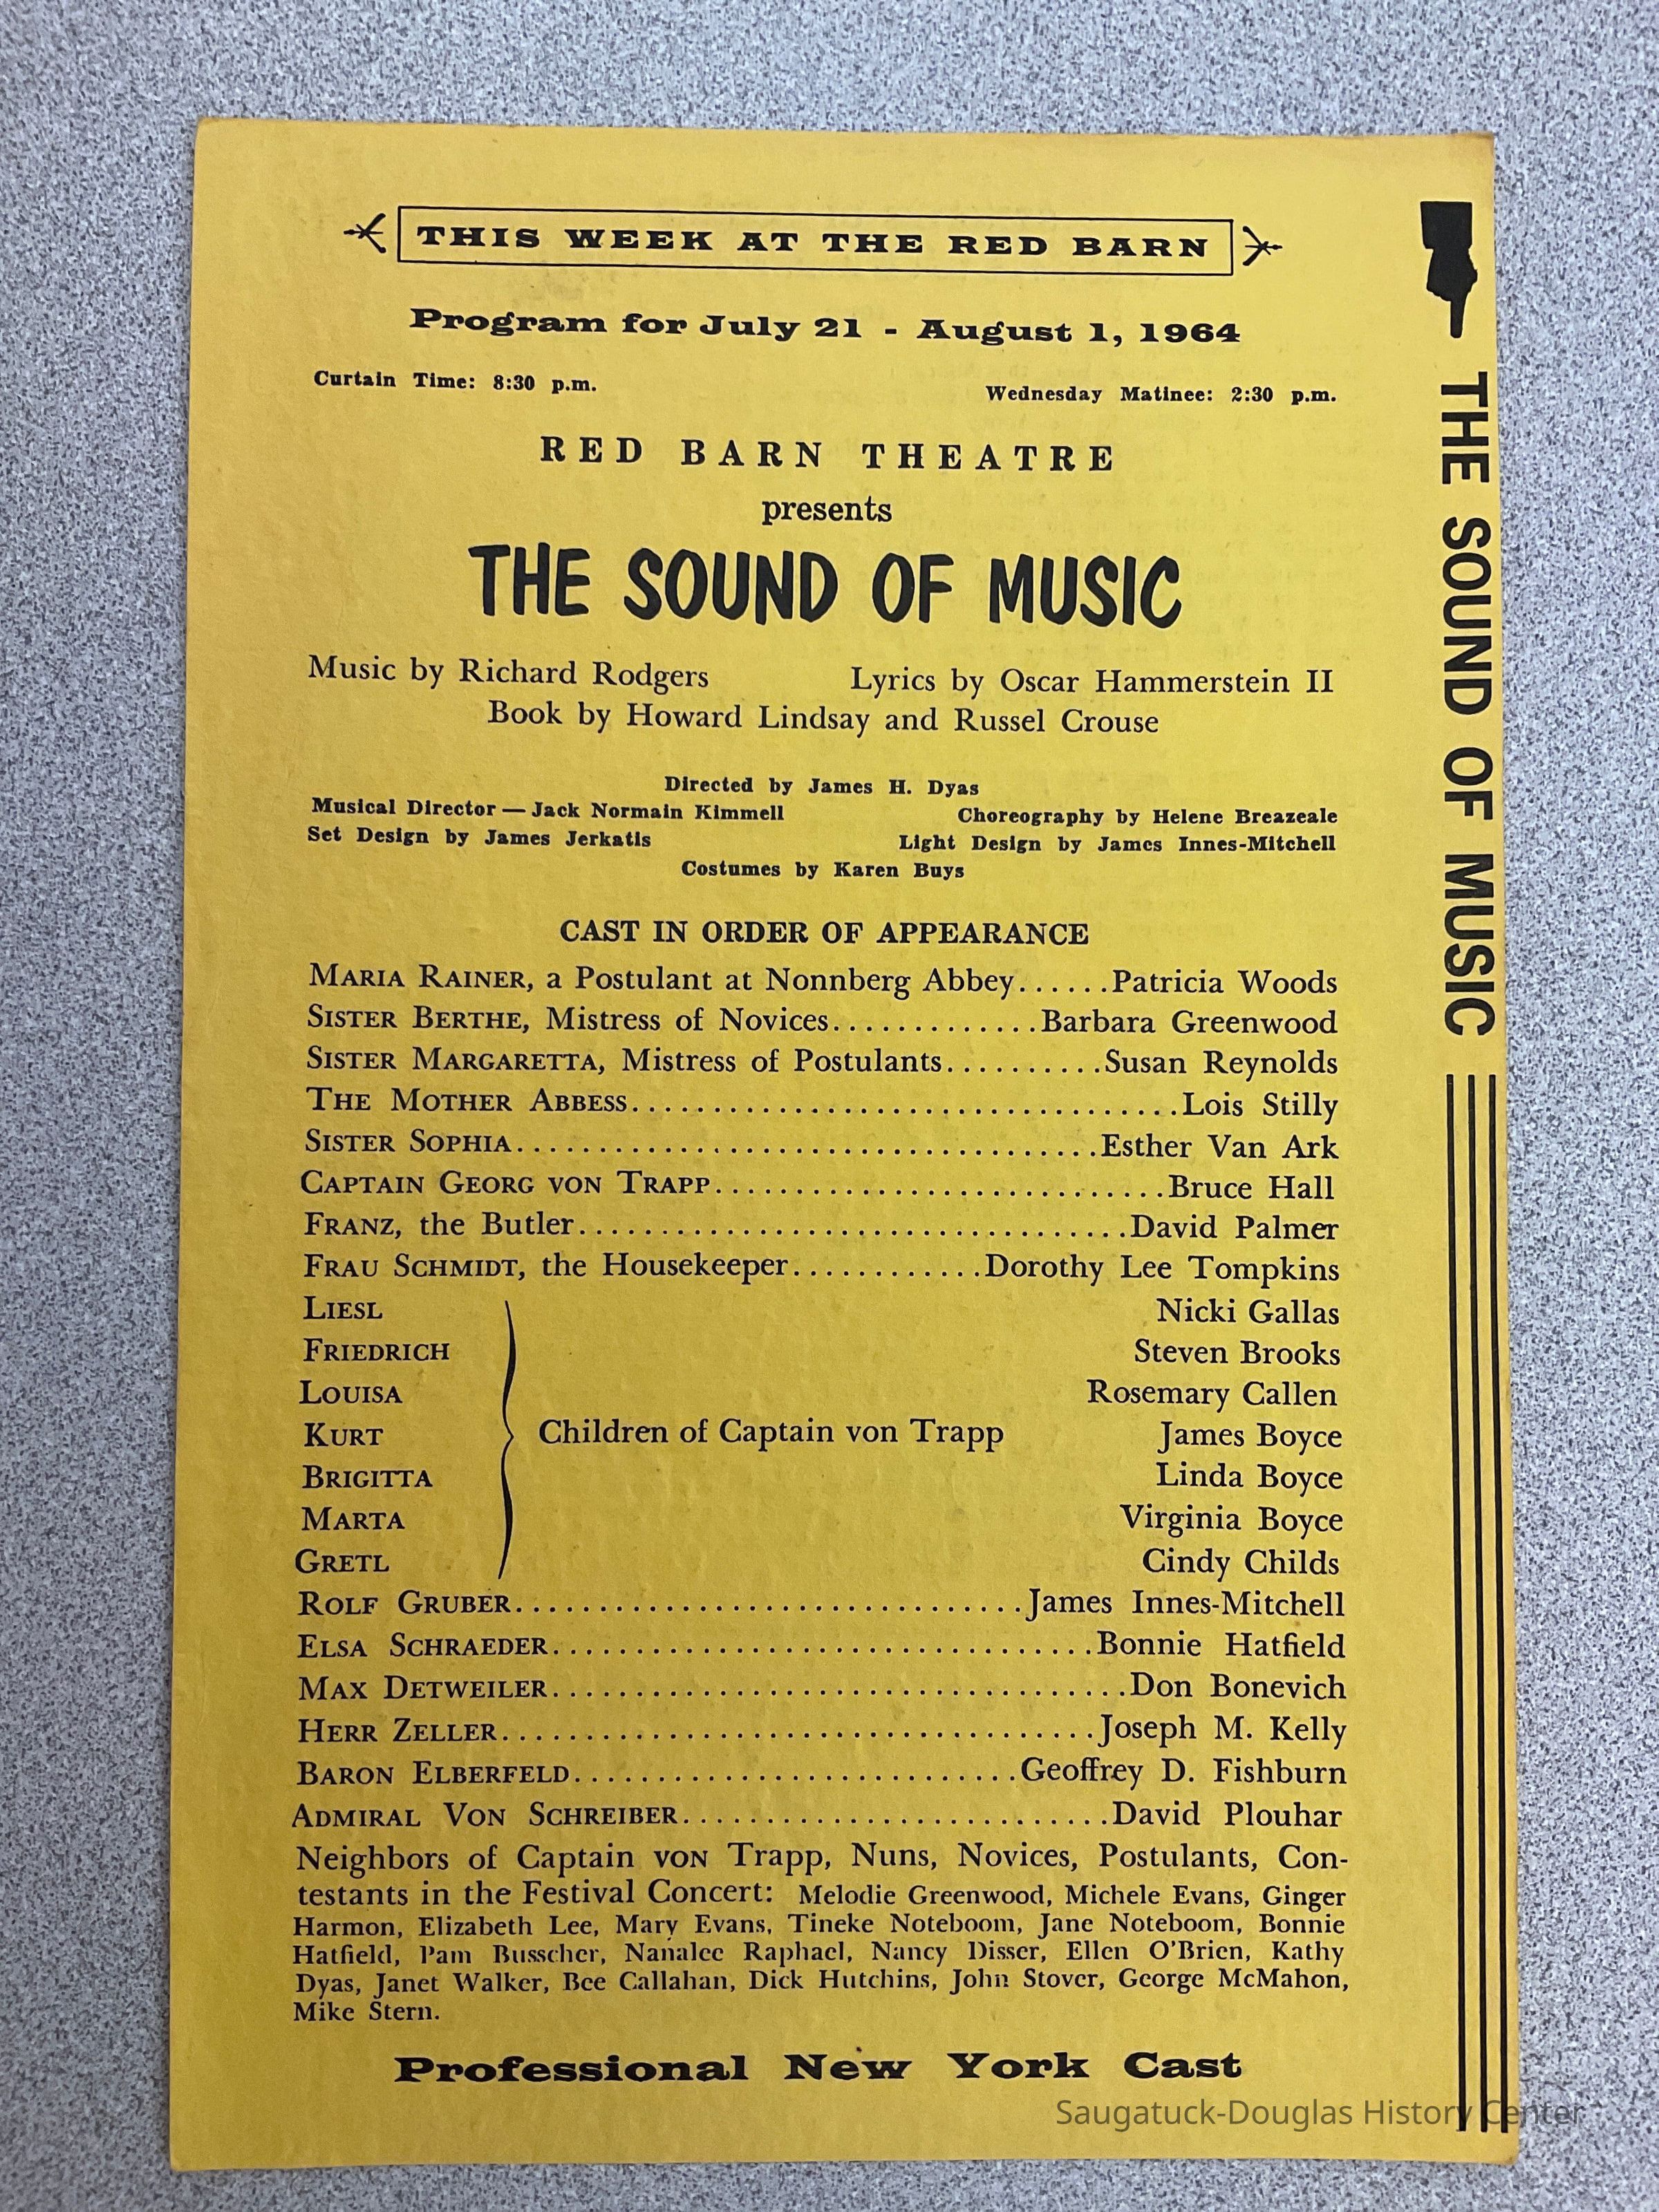 THIS WEEK AT THE RED BARN
Program for July 21 - August 1, 1964
Curtain Time: 8:30 p.m.
Wednesday Matinee: 2:30 p.m.
RED BARN THEATRE
presents
THE SOUND OF MUSIC
Music by Richard Rodgers Lyrics by Oscar Hammerstein II
Book by Howard Lindsay and Russel Crouse
Directed by James H. Dyas
Musical Director — Jack Normain Kimmell Choreography by Helene Breazeale
Set Design by James Jerkatis Light Design by James Innes-Mitchell
Costumes by Karen Buys
CAST IN ORDER OF APPEARANCE
MARIA RAINER, a Postulant at Nonnberg Abbey......Patricia Woods
SISTER BERTHE, Mistress of Novices.............Barbara Greenwood
SISTER MARGARETTA, Mistress of Postulants..........Susan Reynolds
THE MOTHER ABBESS..................................Lois Stilly
SISTER SOPHIA....................................Esther Van Ark
CAPTAIN GEORG VON TRAPP............................Bruce Hall
FRANZ, the Butler..................................David Palmer
FRAU SCHMIDT, the Housekeeper............Dorothy Lee Tompkins
LIESL Nicki Gallas
FRIEDRICH Steven Brooks
LOUISA Rosemary Callen
KURT Children of Captain von Trapp James Boyce
BRIGITTA Linda Boyce
MARTA Virginia Boyce
GRETL Cindy Childs
ROLF GRUBER...............................James Innes-Mitchell
ELSA SCHRAEDER.................................Bonnie Hatfield
MAX DETWEILER...................................Don Bonevich
HERR ZELLER....................................Joseph M. Kelly
BARON ELBERFELD...........................Geoffrey D. Fishburn
ADMIRAL VON SCHREIBER..........................David Plouhar
Neighbors of Captain VON Trapp, Nuns, Novices, Postulants, Con-
testants in the Festival Concert: Melodie Greenwood, Michele Evans, Ginger
Harmon, Elizabeth Lee, Mary Evans, Tineke Noteboom, Jane Noteboom, Bonnie
Hatfield, Pam Busscher, Nanalee Raphael, Nancy Disser, Ellen O'Brien, Kathy
Dyas, Janet Walker, Bee Callahan, Dick Hutchins, John Stover, George McMahon,
Mike Stern.
Professional New York Cast
THE SOUND OF MUSIC
Saugatuck-Douglas History Center